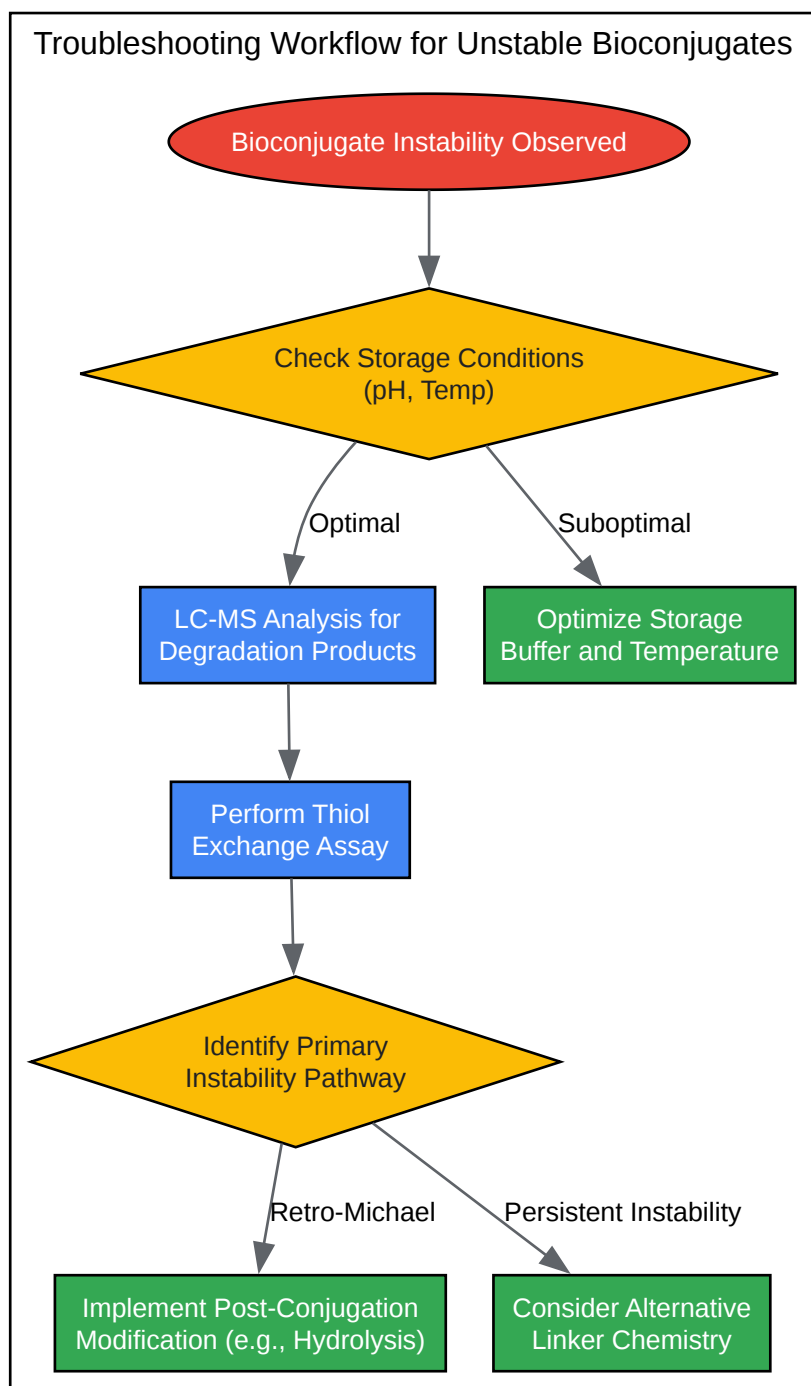 Troubleshooting Workflow for Unstable Bioconjugates
Bioconjugate Instability Observed
Check Storage Conditions
(pH, Temp)
Optimal
Suboptimal
LC-MS Analysis for
Degradation Products
Optimize Storage
Buffer and Temperature
Perform Thiol
Exchange Assay
Identify Primary
Instability Pathway
Retro-Michael
Persistent Instability
Implement Post-Conjugation
Modification (e.g., Hydrolysis)
Consider Alternative
Linker Chemistry